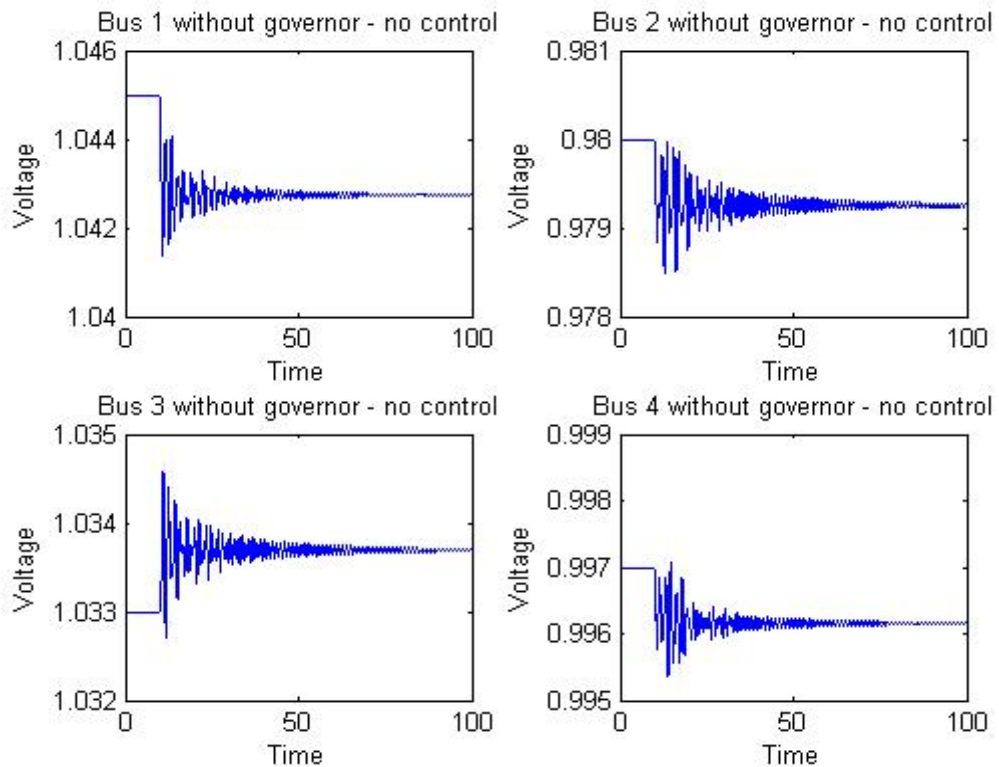 Bus 1 without governor - no control
1.046
1.044
1.042
1.04
Voltage
0
50
100
Time
Bus 2 without governor - no control
0.981
0.98
0.979
0.978
Voltage
0
50
100
Time
Bus 3 without governor - no control
1.035
1.034
1.033
1.032
Voltage
0
50
100
Time
Bus 4 without governor - no control
0.999
0.998
0.997
0.996
0.995
Voltage
0
50
100
Time